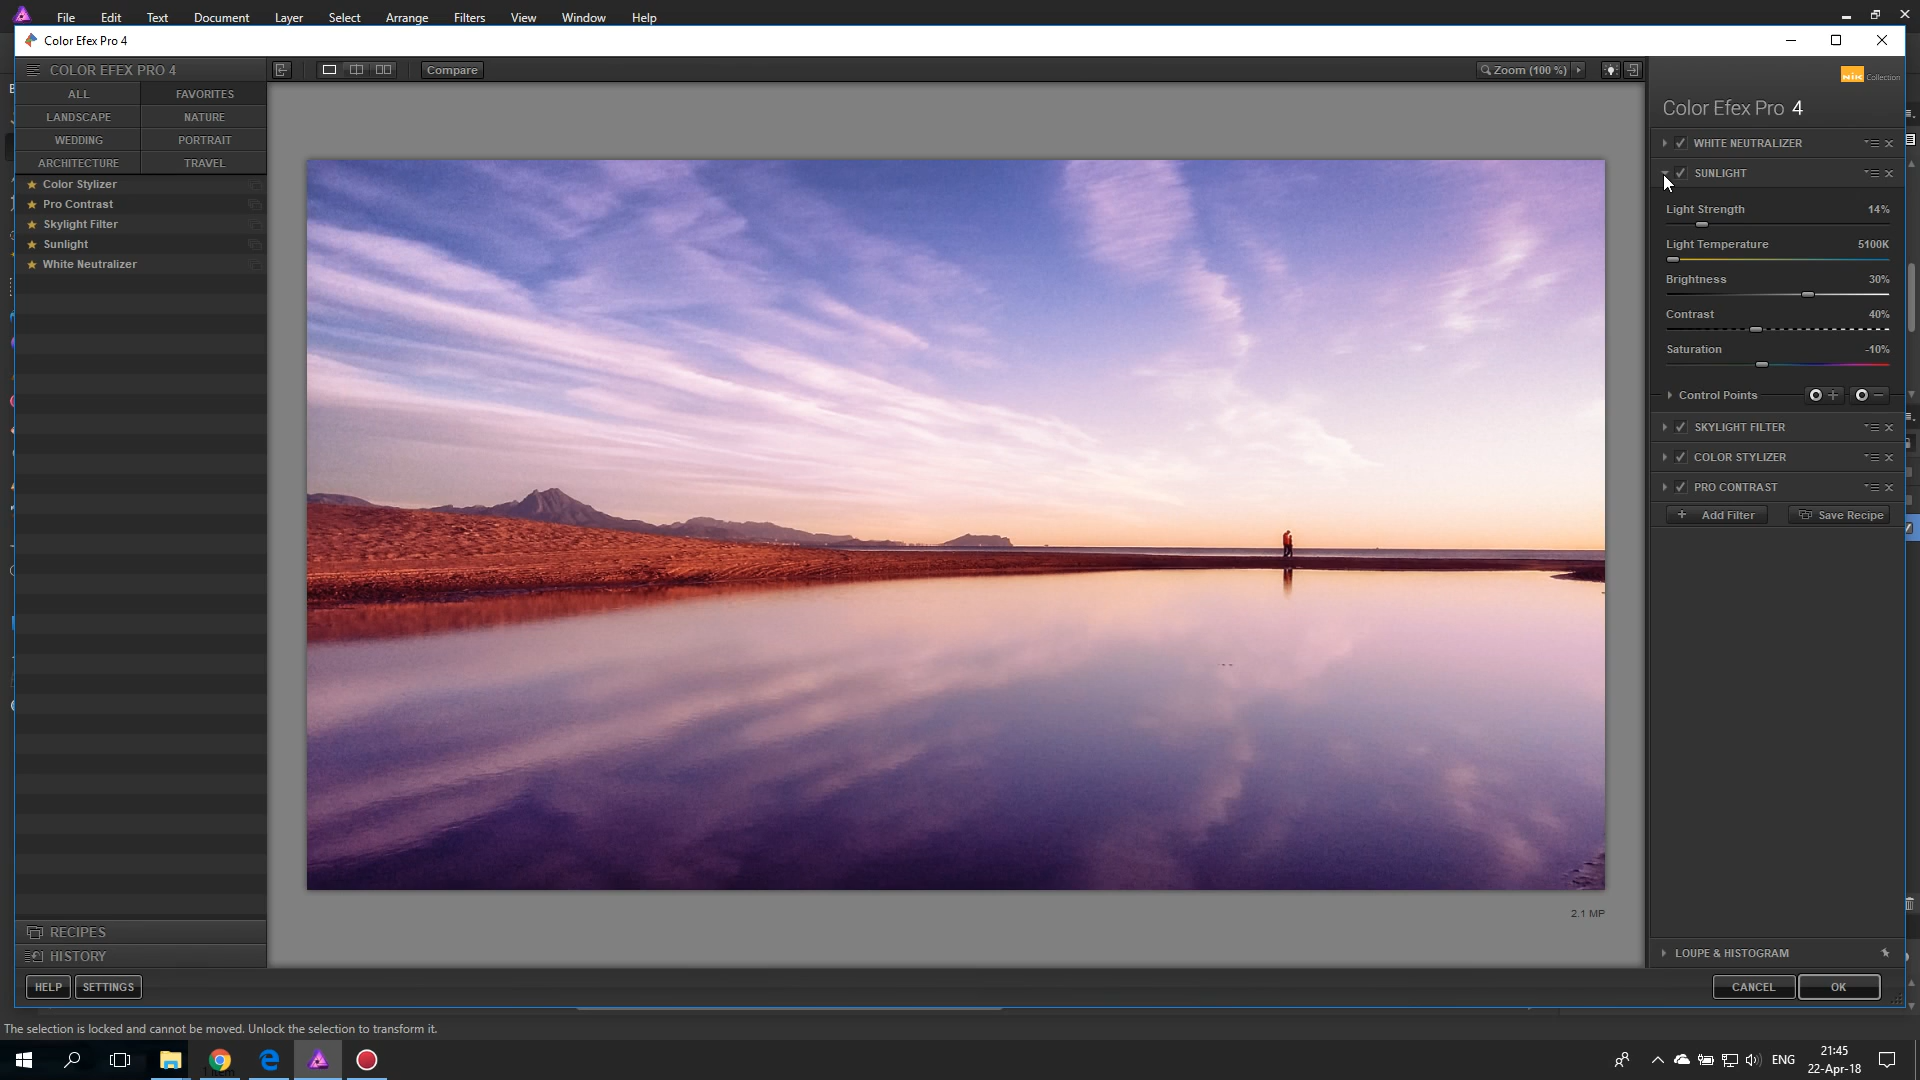 File Edit Text Document Layer Select Arrange Filters View Window Help
Color Efex Pro 4
COLOR EFEX PRO 4
Compare
Zoom (100 %)
ALL FAVORITES
LANDSCAPE NATURE
WEDDING PORTRAIT
ARCHITECTURE TRAVEL
Color Stylizer
Pro Contrast
Skylight Filter
Sunlight
White Neutralizer
RECIPES
HISTORY
HELP SETTINGS
2.1 MP
Nik Collection
Color Efex Pro 4
WHITE NEUTRALIZER
SUNLIGHT
Light Strength 14%
Light Temperature 5100K
Brightness 30%
Contrast 40%
Saturation -10%
Control Points
SKYLIGHT FILTER
COLOR STYLIZER
PRO CONTRAST
Add Filter Save Recipe
LOUPE & HISTOGRAM
CANCEL OK
The selection is locked and cannot be moved. Unlock the selection to transform it.
ENG
21:45
22-Apr-18